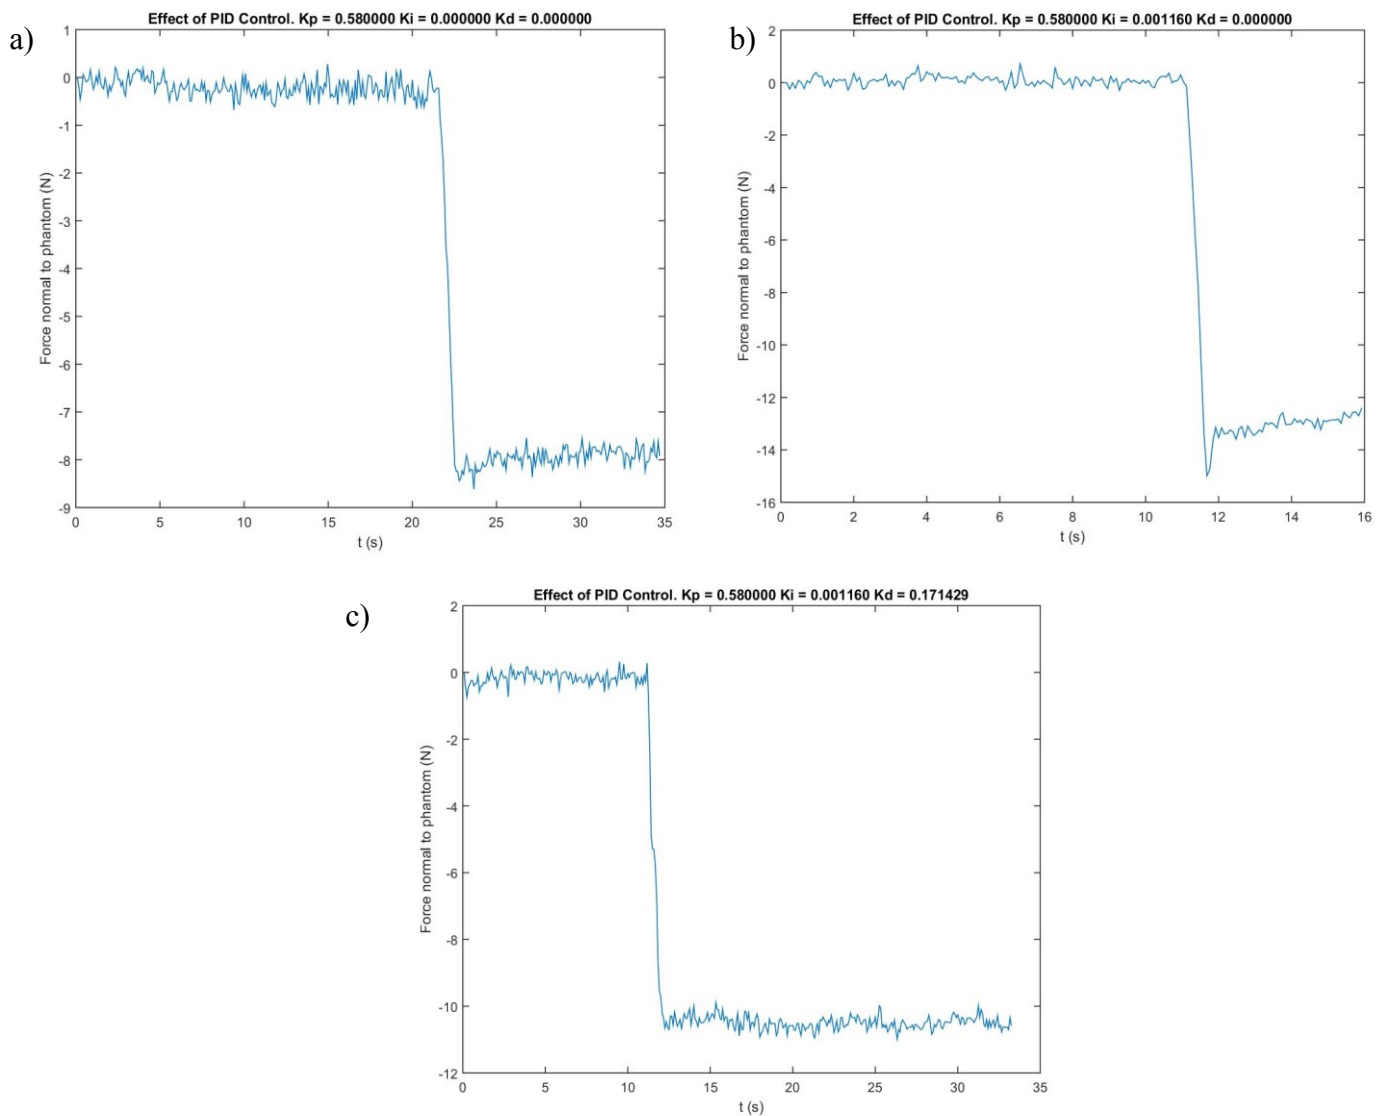 a)
Effect of PID Control. Kp = 0.580000 Ki = 0.000000 Kd = 0.000000
1
0
-1
-2
-3
-4
-5
-6
-7
-8
-9
Force normal to phantom (N)
0 5 10 15 20 25 30 35
t (s)
b)
Effect of PID Control. Kp = 0.580000 Ki = 0.001160 Kd = 0.000000
2
0
-2
-4
-6
-8
-10
-12
-14
-16
Force normal to phantom (N)
0 2 4 6 8 10 12 14 16
t (s)
c)
Effect of PID Control. Kp = 0.580000 Ki = 0.001160 Kd = 0.171429
2
0
-2
-4
-6
-8
-10
-12
Force normal to phantom (N)
0 5 10 15 20 25 30 35
t (s)